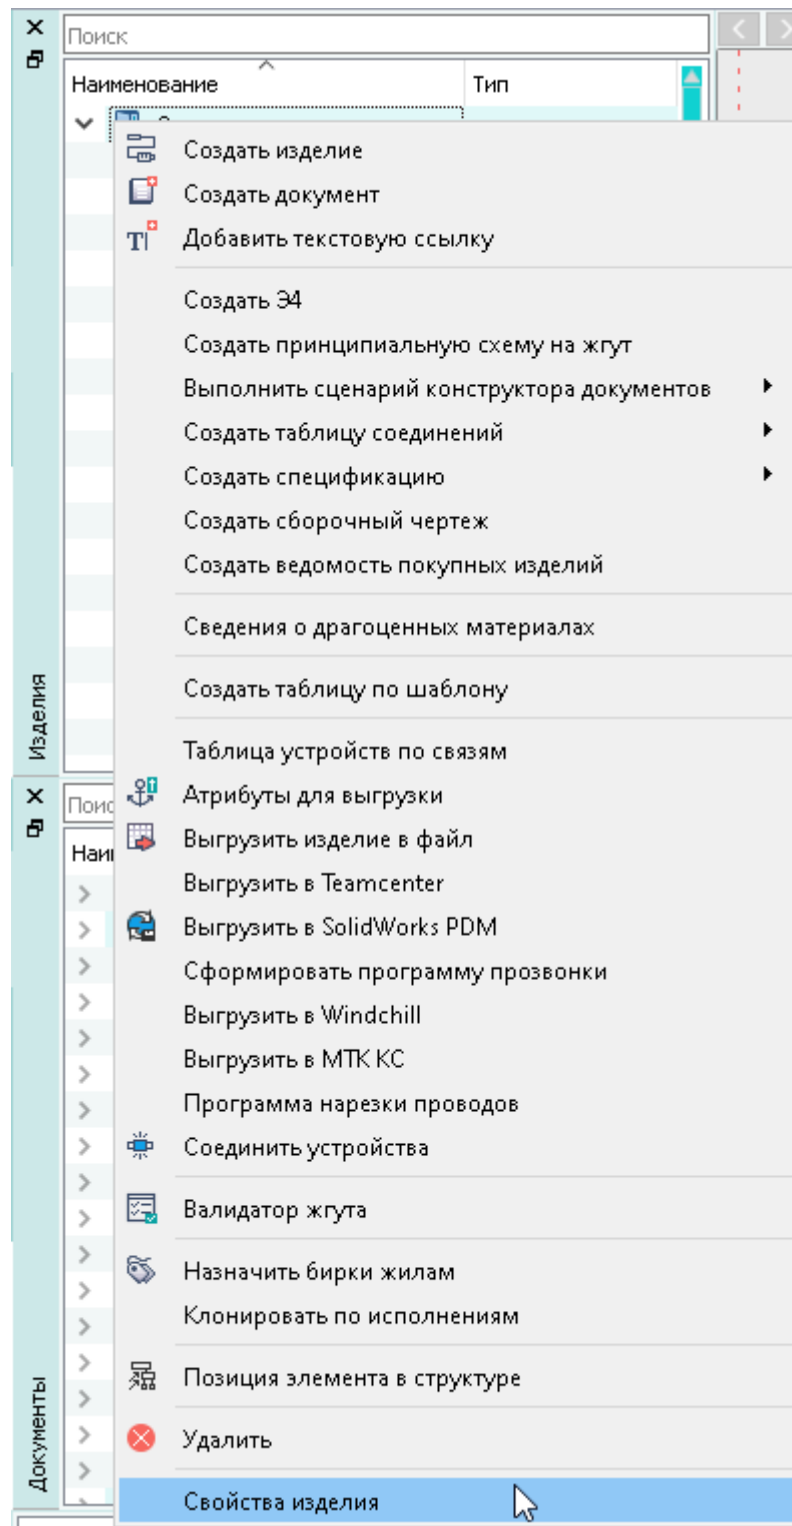 Поиск
Наименование
Тип
Создать изделие
Создать документ
Добавить текстовую ссылку
Создать Э4
Создать принципиальную схему на жгут
Выполнить сценарий конструктора документов
Создать таблицу соединений
Создать спецификацию
Создать сборочный чертеж
Создать ведомость покупных изделий
Сведения о драгоценных материалах
Создать таблицу по шаблону
Таблица устройств по связям
Атрибуты для выгрузки
Выгрузить изделие в файл
Выгрузить в Teamcenter
Выгрузить в SolidWorks PDM
Сформировать программу прозвонки
Выгрузить в Windchill
Выгрузить в МТК КС
Программа нарезки проводов
Соединить устройства
Валидатор жгута
Назначить бирки жилам
Клонировать по исполнениям
Позиция элемента в структуре
Удалить
Свойства изделия
Изделия
Документы